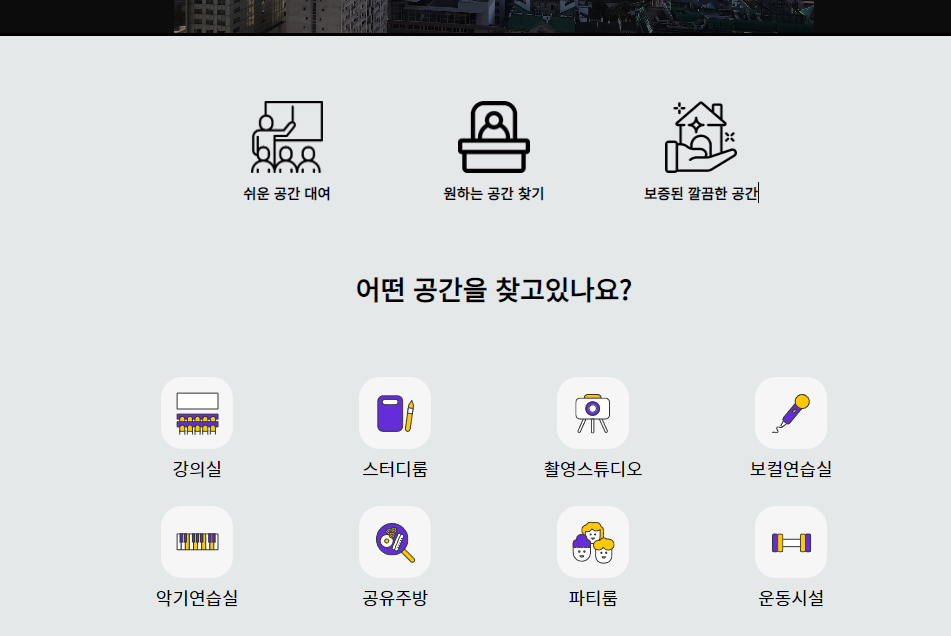 쉬운 공간 대여
원하는 공간 찾기
보증된 깔끔한 공간
어떤 공간을 찾고있나요?
강의실
스터디룸
촬영스튜디오
보컬연습실
악기연습실
공유주방
파티룸
운동시설